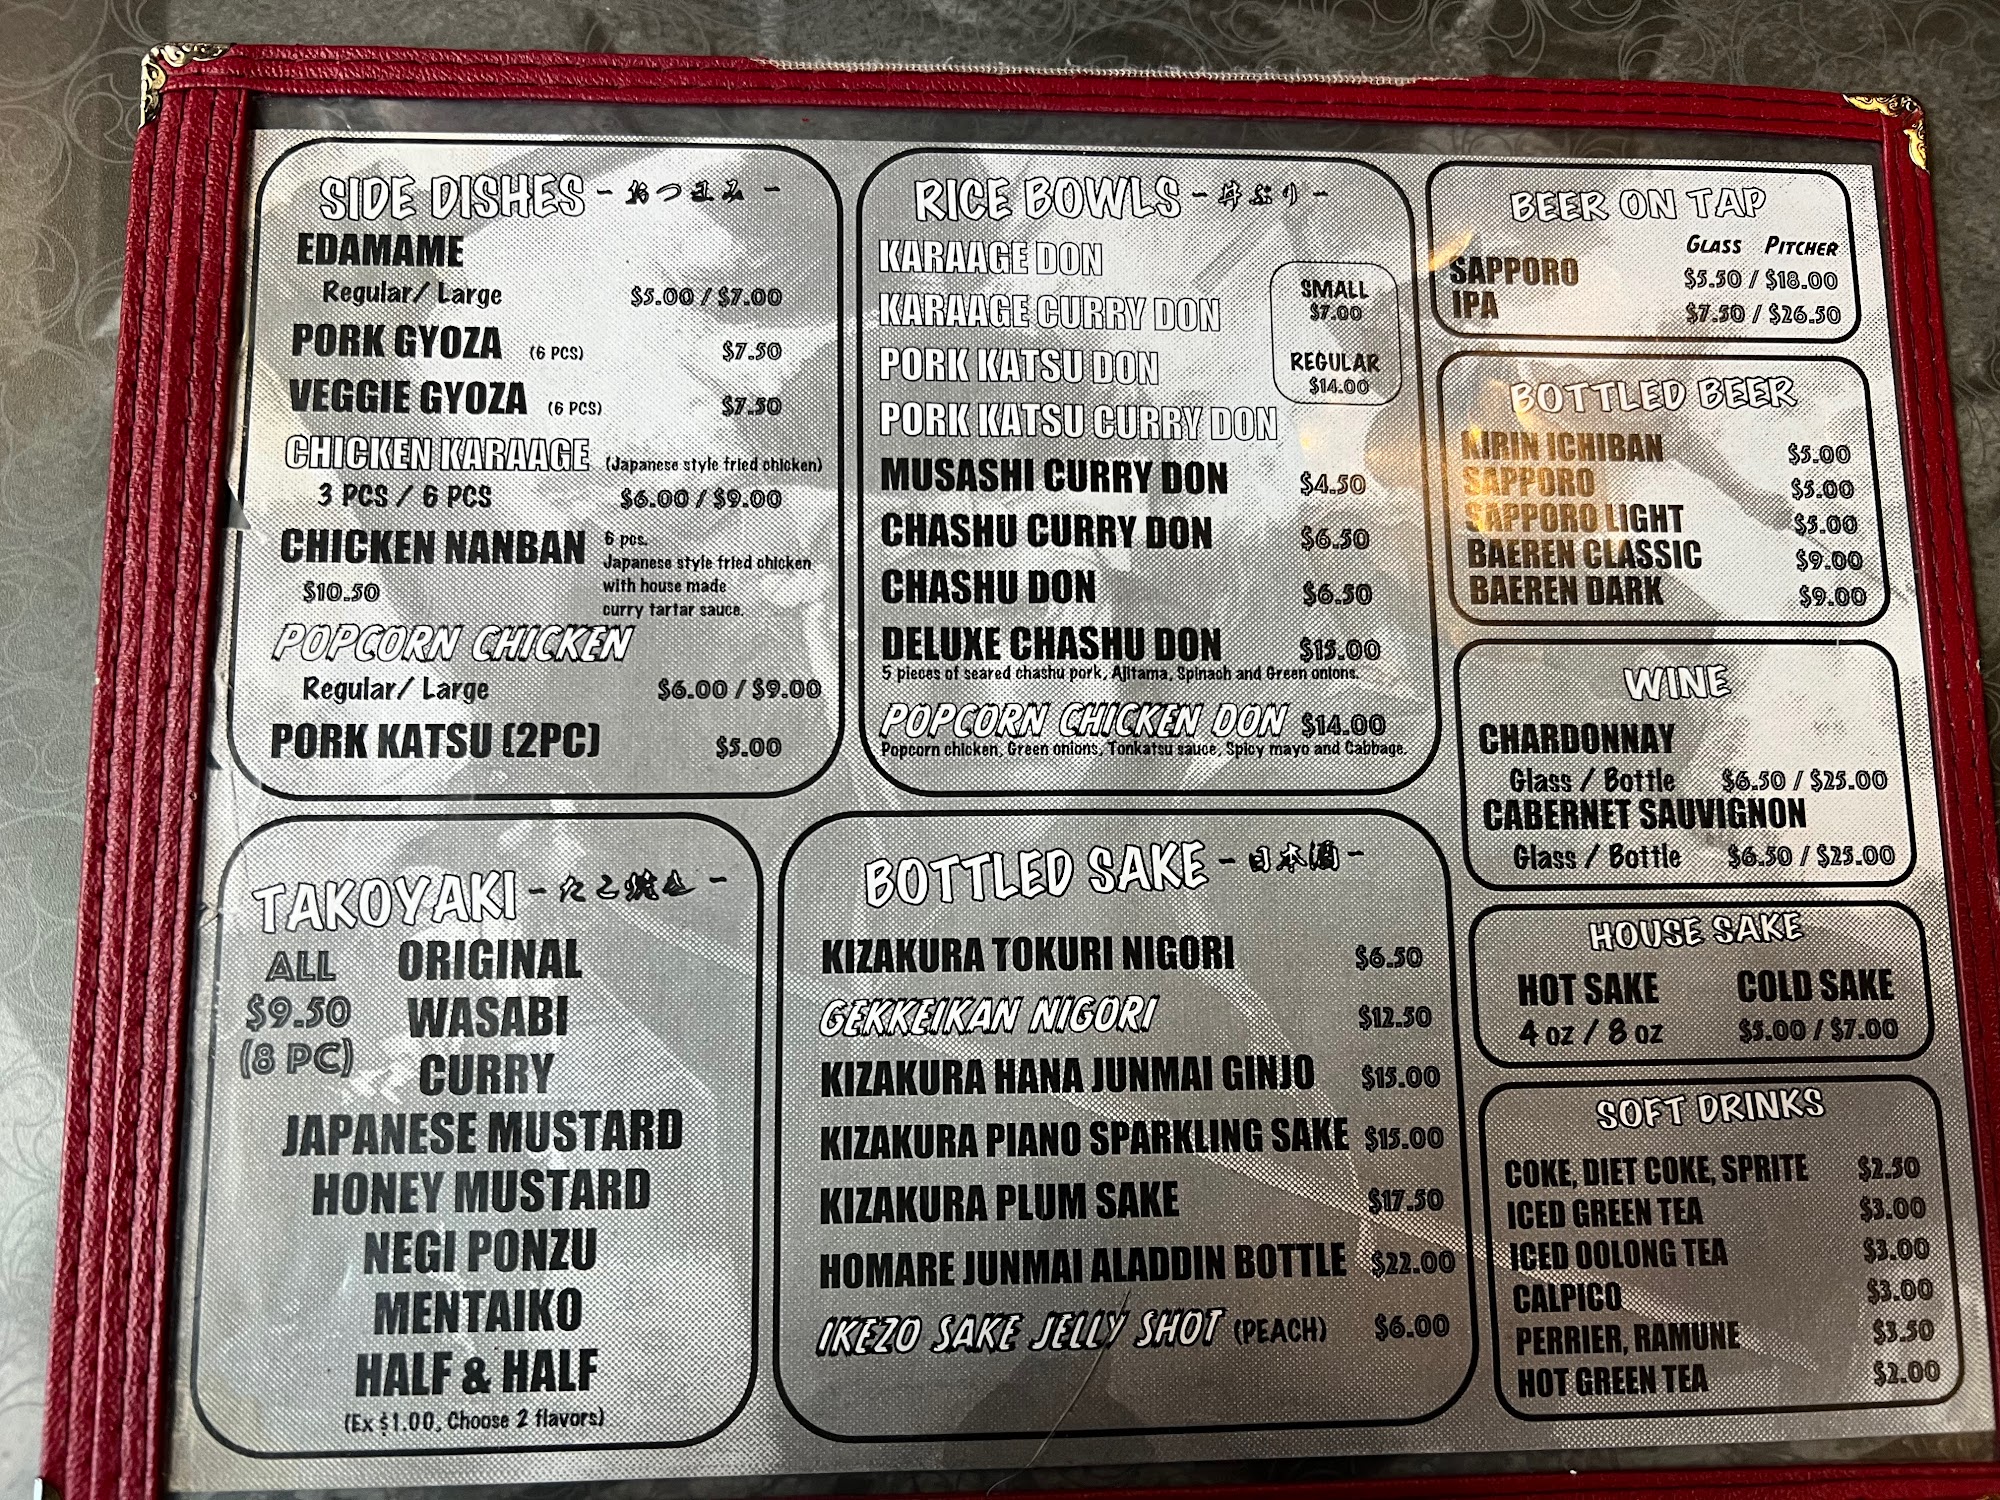 SIDE DISHES - おつまみ -
EDAMAME
Regular/ Large $5.00 / $7.00
PORK GYOZA (6 PCS) $7.50
VEGGIE GYOZA (6 PCS) $7.50
CHICKEN KARAAGE (Japanese style fried chicken)
3 PCS / 6 PCS $6.00 / $9.00
CHICKEN NANBAN 6 pcs.
Japanese style fried chicken
$10.50 with house made
curry tartar sauce.
POPCORN CHICKEN
Regular/ Large $6.00 / $9.00
PORK KATSU (2PC) $5.00
RICE BOWLS - 丼ぶり -
KARAAGE DON
KARAAGE CURRY DON
PORK KATSU DON
PORK KATSU CURRY DON
SMALL
$7.00
REGULAR
$14.00
MUSASHI CURRY DON $4.50
CHASHU CURRY DON $6.50
CHASHU DON $6.50
DELUXE CHASHU DON $15.00
5 pieces of seared chashu pork, Ajitama, Spinach and Green onions.
POPCORN CHICKEN DON $14.00
Popcorn chicken, Green onions, Tonkatsu sauce, Spicy mayo and Cabbage.
BEER ON TAP
GLASS PITCHER
SAPPORO $5.50 / $18.00
IPA $7.50 / $26.50
BOTTLED BEER
KIRIN ICHIBAN $5.00
SAPPORO $5.00
SAPPORO LIGHT $5.00
BAEREN CLASSIC $9.00
BAEREN DARK $9.00
WINE
CHARDONNAY
Glass / Bottle $6.50 / $25.00
CABERNET SAUVIGNON
Glass / Bottle $6.50 / $25.00
TAKOYAKI - たこ焼き -
ALL
$9.50
(8 PC)
ORIGINAL
WASABI
CURRY
JAPANESE MUSTARD
HONEY MUSTARD
NEGI PONZU
MENTAIKO
HALF & HALF
(Ex $1.00, Choose 2 flavors)
BOTTLED SAKE - 日本酒 -
KIZAKURA TOKURI NIGORI $6.50
GEKKEIKAN NIGORI $12.50
KIZAKURA HANA JUNMAI GINJO $15.00
KIZAKURA PIANO SPARKLING SAKE $15.00
KIZAKURA PLUM SAKE $17.50
HOMARE JUNMAI ALADDIN BOTTLE $22.00
IKEZO SAKE JELLY SHOT (PEACH) $6.00
HOUSE SAKE
HOT SAKE COLD SAKE
4 oz / 8 oz $5.00 / $7.00
SOFT DRINKS
COKE, DIET COKE, SPRITE $2.50
ICED GREEN TEA $3.00
ICED OOLONG TEA $3.00
CALPICO $3.00
PERRIER, RAMUNE $3.50
HOT GREEN TEA $2.00